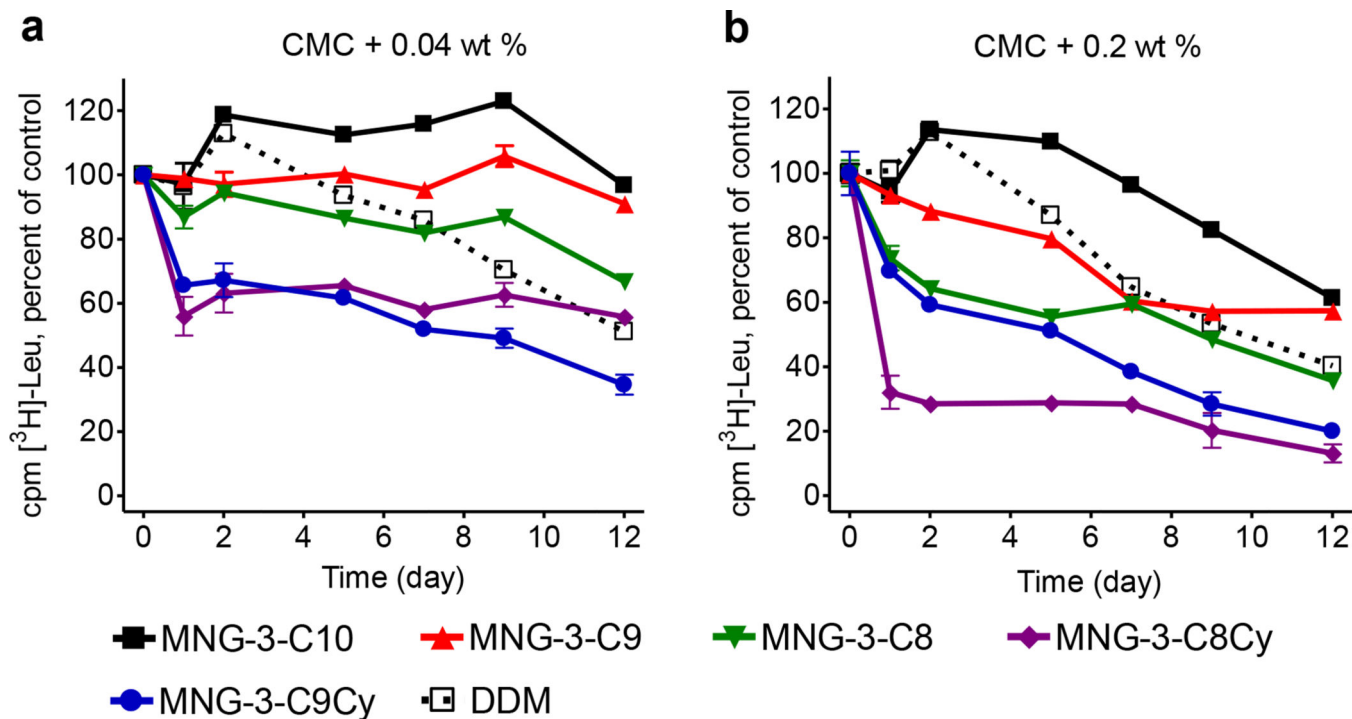 a
CMC + 0.04 wt %
cpm [³H]-Leu, percent of control
120
100
80
60
40
20
0
0 2 4 6 8 10 12
Time (day)
b
CMC + 0.2 wt %
cpm [³H]-Leu, percent of control
120
100
80
60
40
20
0
0 2 4 6 8 10 12
Time (day)
MNG-3-C10 MNG-3-C9 MNG-3-C8 MNG-3-C8Cy
MNG-3-C9Cy DDM